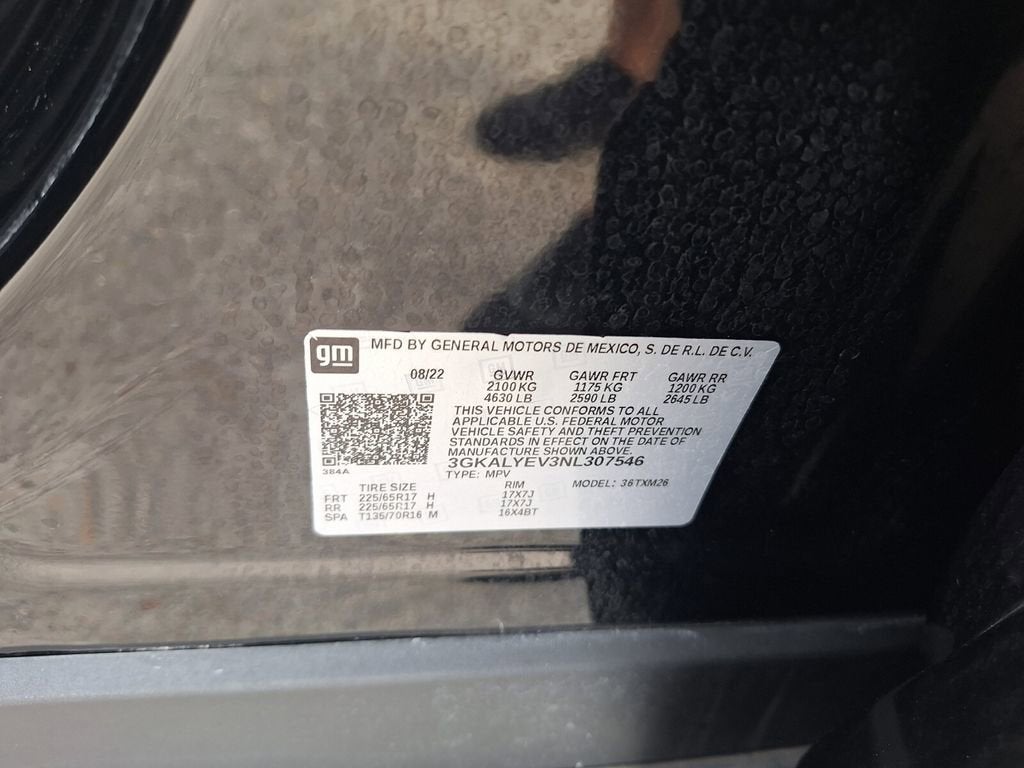 gm
MFD BY GENERAL MOTORS DE MEXICO, S. DE R.L. DE C.V.
08/22 GVWR GAWR FRT GAWR RR
2100 KG 1175 KG 1200 KG
4630 LB 2590 LB 2645 LB
THIS VEHICLE CONFORMS TO ALL
APPLICABLE U.S. FEDERAL MOTOR
VEHICLE SAFETY AND THEFT PREVENTION
STANDARDS IN EFFECT ON THE DATE OF
MANUFACTURE SHOWN ABOVE.
3GKALYEV3NL307546
384A
TYPE: MPV
TIRE SIZE RIM MODEL: 36TXM26
FRT 225/65R17 H 17X7J
RR 225/65R17 H 17X7J
SPA T135/70R16 M 16X4BT